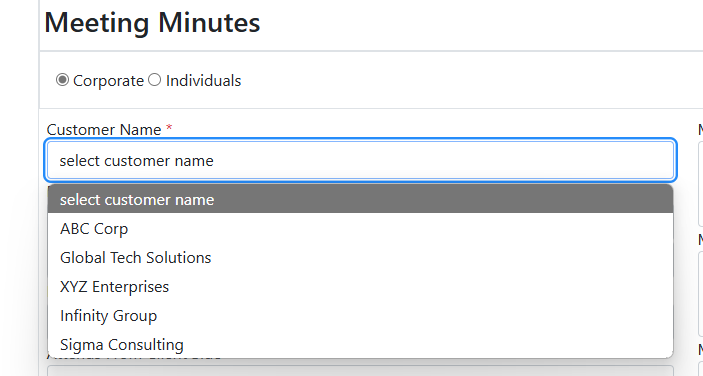 Meeting Minutes
Corporate Individuals
Customer Name *
select customer name
select customer name
ABC Corp
Global Tech Solutions
XYZ Enterprises
Infinity Group
Sigma Consulting